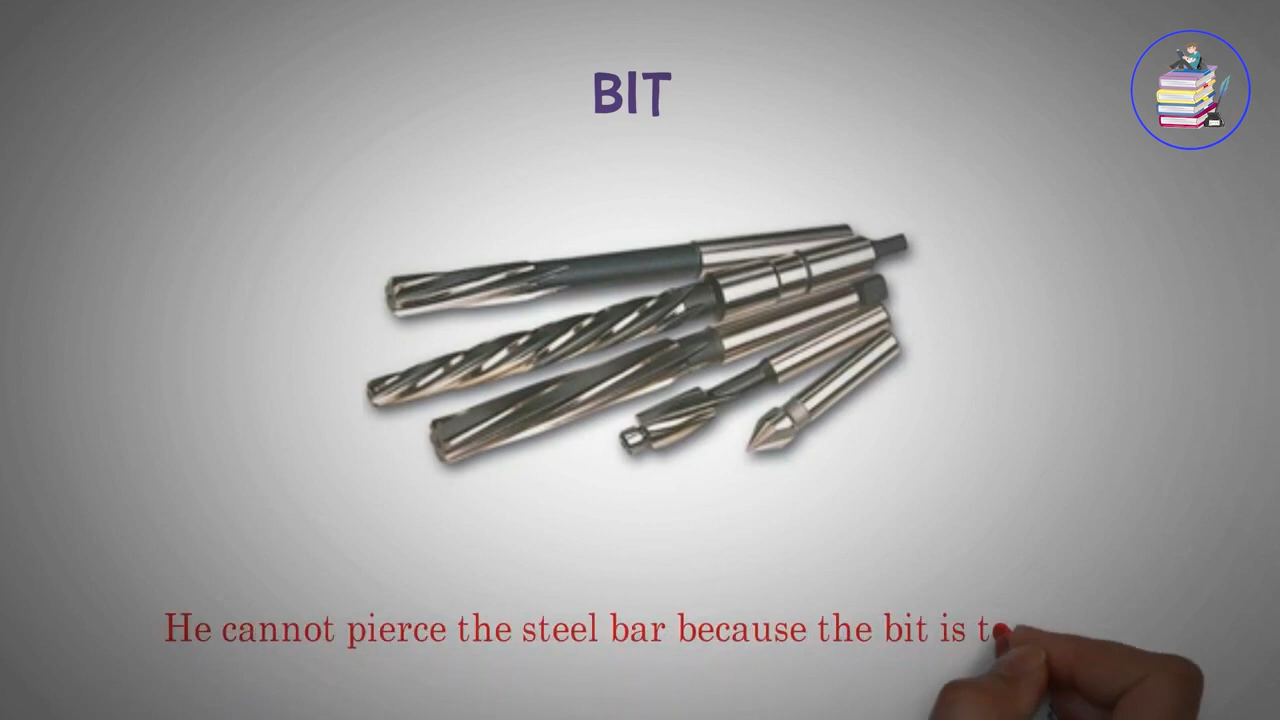 BIT
He cannot pierce the steel bar because the bit is